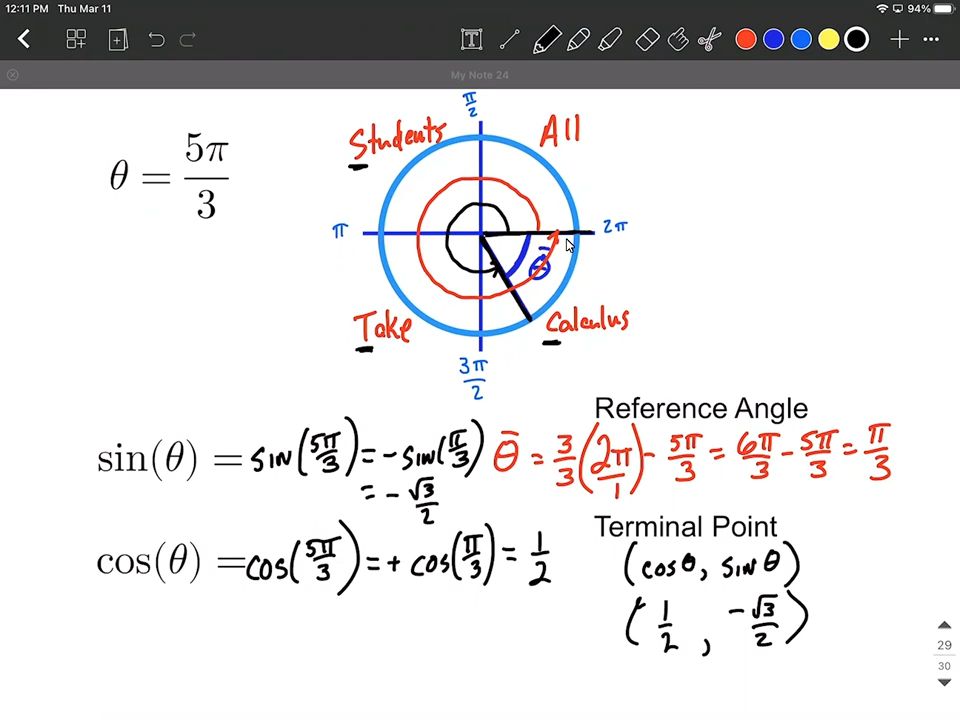 12:11 PM Thu Mar 11
94%
My Note 24
θ = 5π/3
π/2
Students
All
π
2π
θ̄
Take
Calculus
3π/2
Reference Angle
sin(θ) = sin(5π/3) = -sin(π/3)
= -√3/2
θ̄ = 3/3(2π/1) - 5π/3 = 6π/3 - 5π/3 = π/3
Terminal Point
cos(θ) = cos(5π/3) = + cos(π/3) = 1/2
(cosθ, sinθ)
(1/2, -√3/2)
29
30